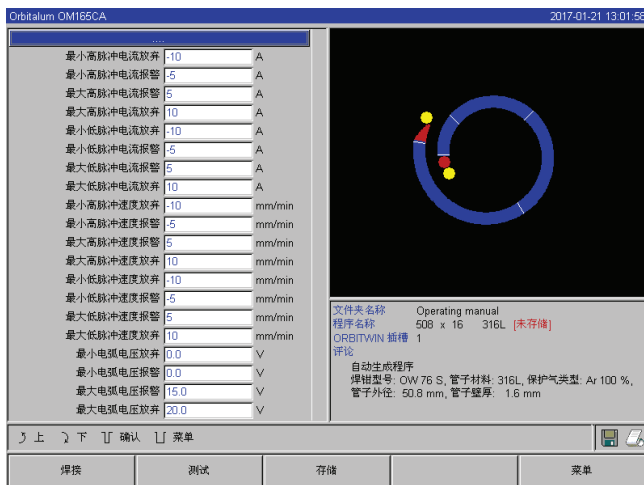 Orbitalum OM165CA 2017-01-21 13:01:58
....
最小高脉冲电流放弃 -10 A
最小高脉冲电流报警 -5 A
最大高脉冲电流报警 5 A
最大高脉冲电流放弃 10 A
最小低脉冲电流放弃 -10 A
最小低脉冲电流报警 -5 A
最大低脉冲电流报警 5 A
最大低脉冲电流放弃 10 A
最小高脉冲速度放弃 -10 mm/min
最小高脉冲速度报警 -5 mm/min
最大高脉冲速度报警 5 mm/min
最大高脉冲速度放弃 10 mm/min
最小低脉冲速度放弃 -10 mm/min
最小低脉冲速度报警 -5 mm/min
最大低脉冲速度报警 5 mm/min
最大低脉冲速度放弃 10 mm/min
最小电弧电压放弃 0.0 V
最小电弧电压报警 0.0 V
最大电弧电压报警 15.0 V
最大电弧电压放弃 20.0 V
文件夹名称 Operating manual
程序名称 508 x 16 316L [未存储]
ORBITWIN 插槽 1
评论
自动生成程序
焊钳型号: OW 76 S, 管子材料: 316L, 保护气类型: Ar 100 %,
管子外径: 50.8 mm, 管子壁厚: 1.6 mm
上 下 确认 菜单
焊接 测试 存储 菜单